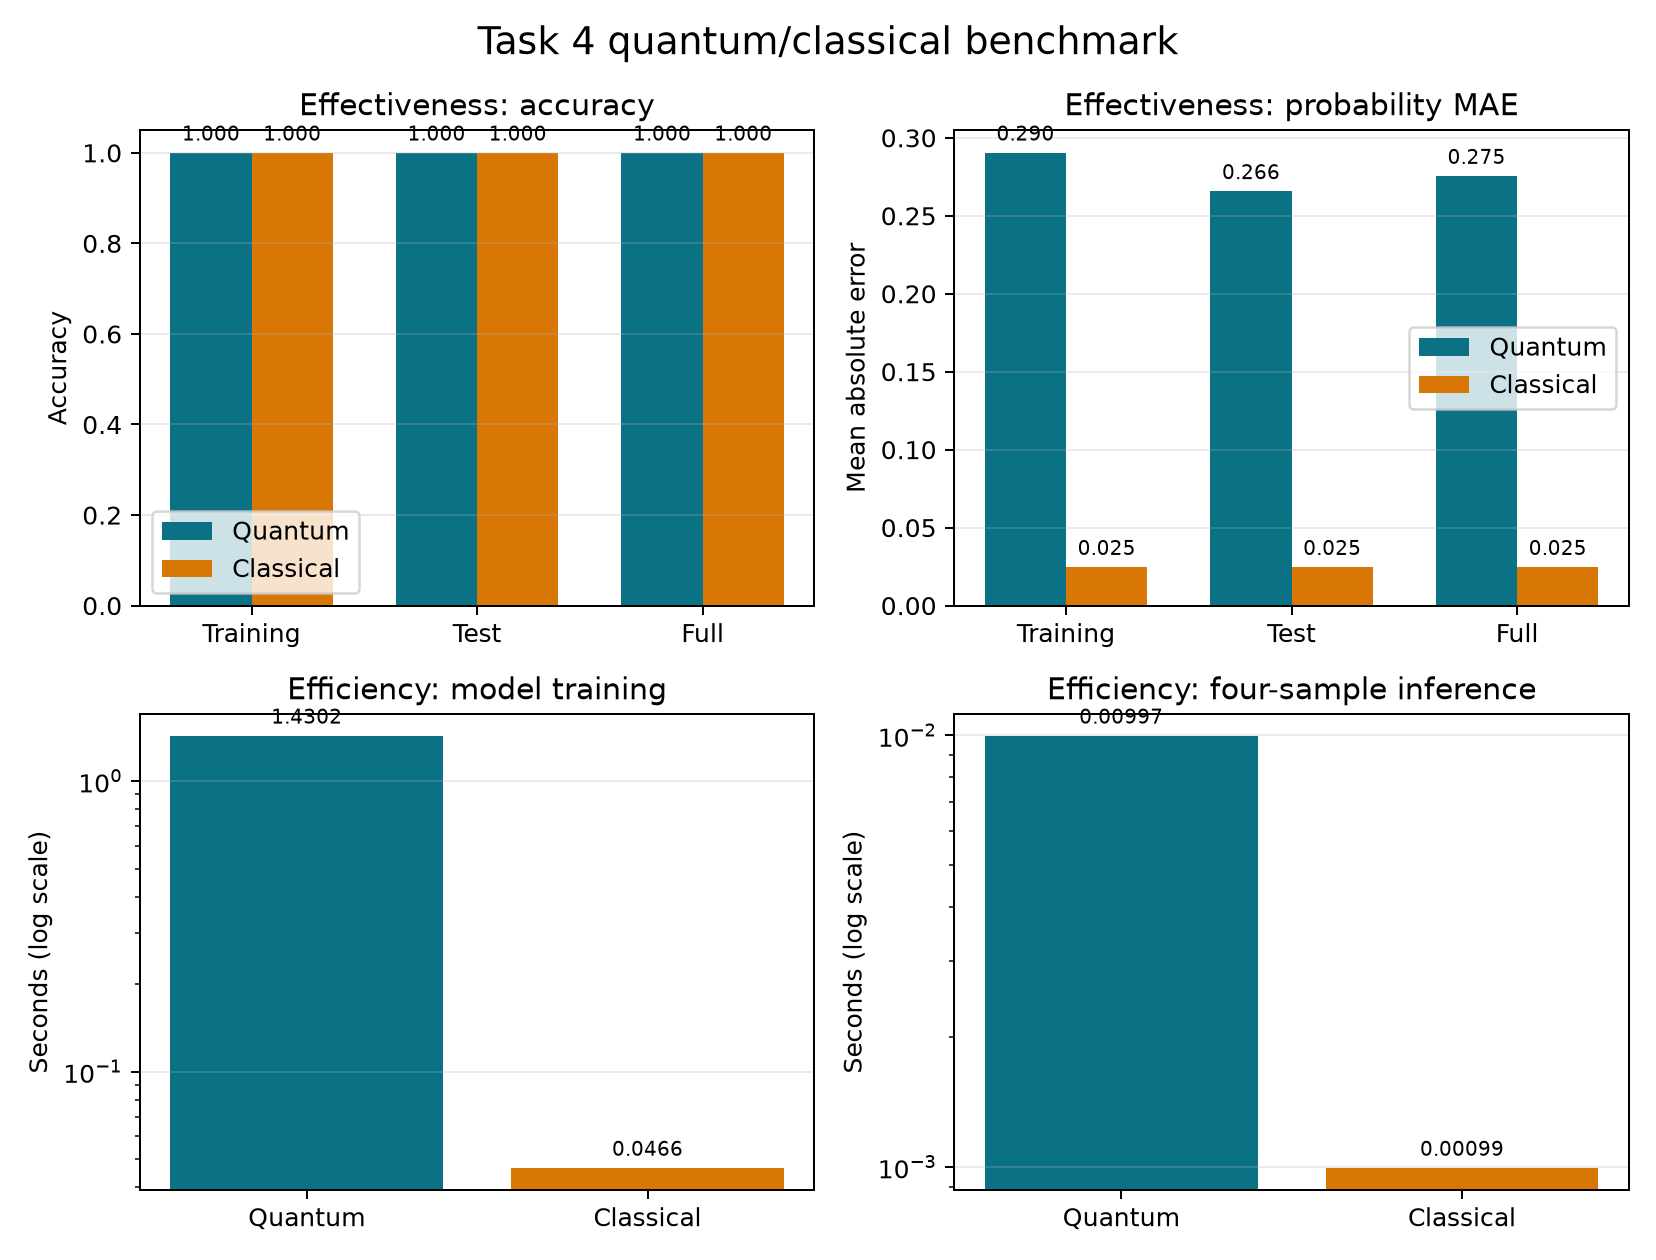 Task 4 quantum/classical benchmark
Effectiveness: accuracy
1.000 1.000 1.000 1.000 1.000 1.000
1.0
0.8
0.6
0.4
0.2
0.0
Accuracy
Quantum
Classical
Training Test Full
Effectiveness: probability MAE
0.290
0.266
0.275
0.025 0.025 0.025
0.30
0.25
0.20
0.15
0.10
0.05
0.00
Mean absolute error
Quantum
Classical
Training Test Full
Efficiency: model training
1.4302
0.0466
10⁰
10⁻¹
Seconds (log scale)
Quantum Classical
Efficiency: four-sample inference
0.00997
0.00099
10⁻²
10⁻³
Seconds (log scale)
Quantum Classical